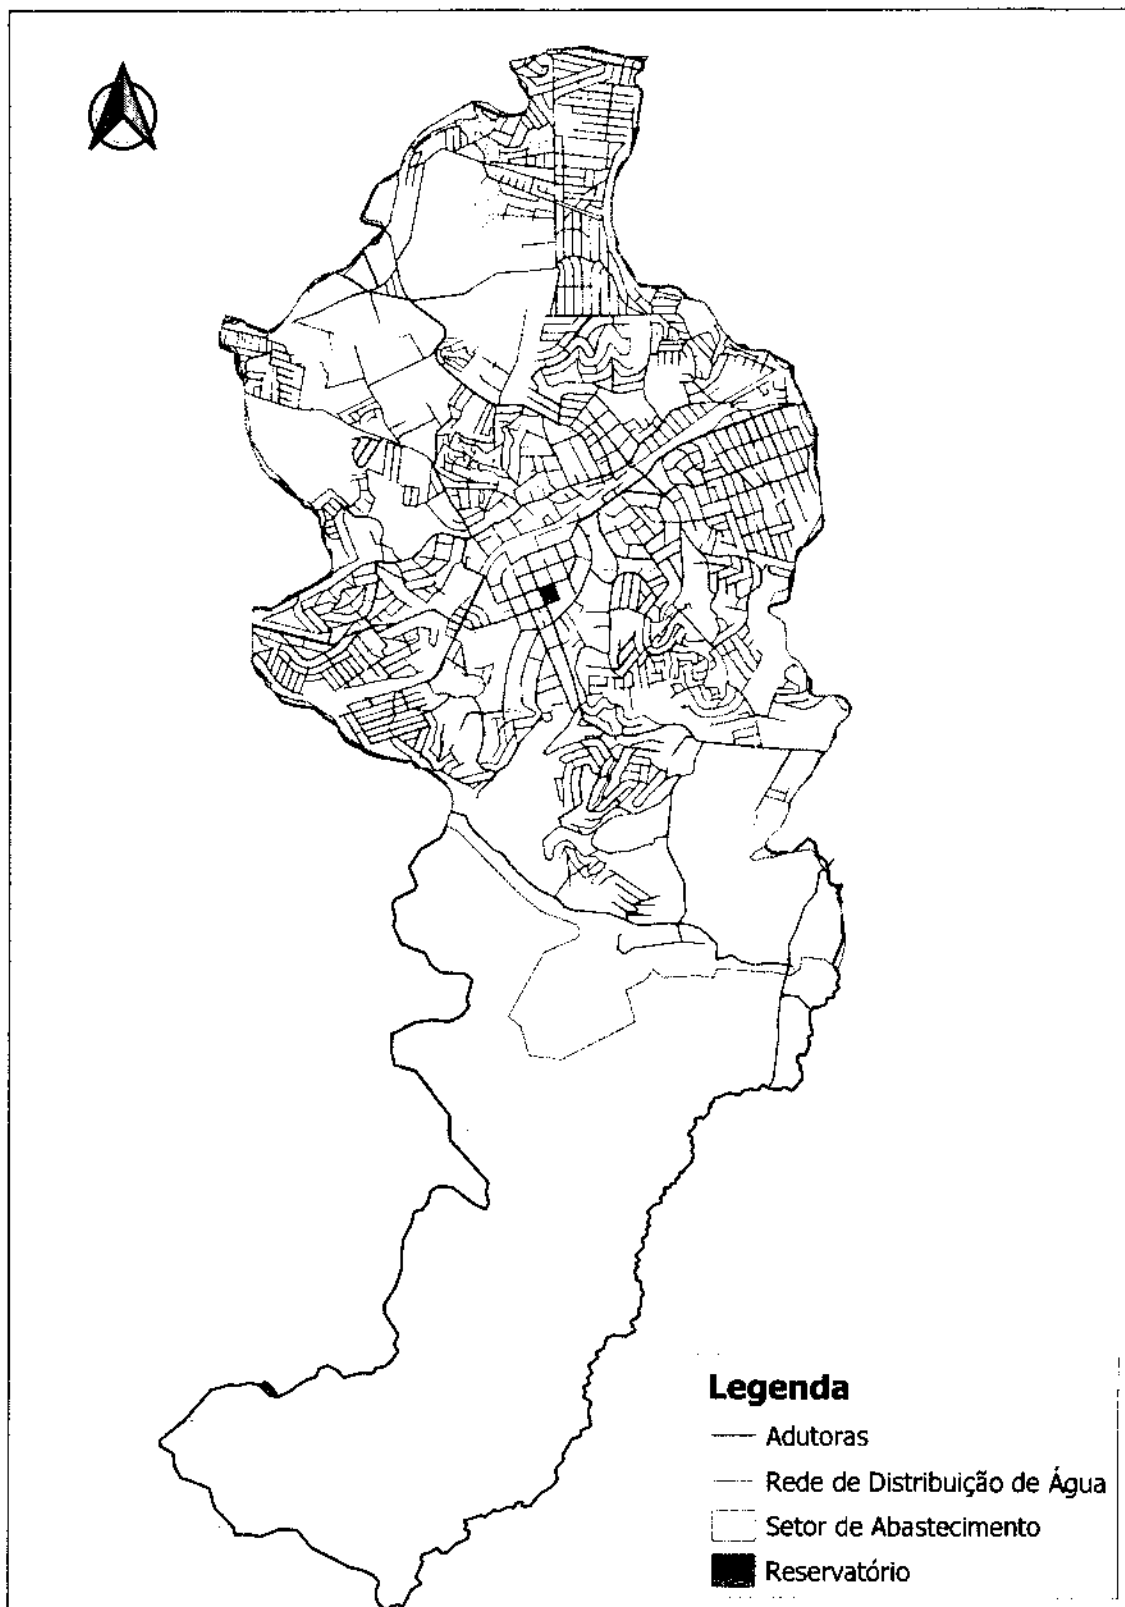 Legenda
Adutoras
Rede de Distribuição de Água
Setor de Abastecimento
Reservatório